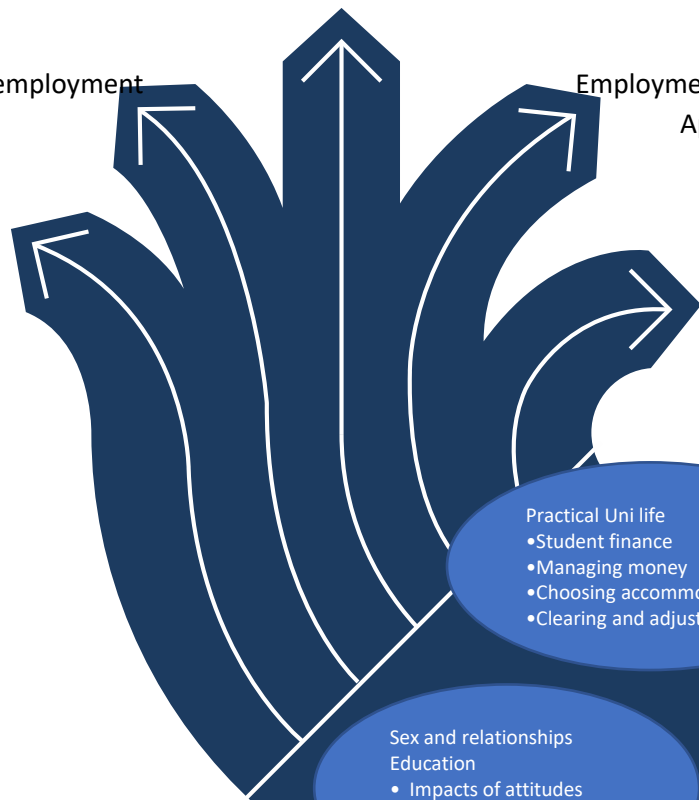 employment
Employme
A
Practical Uni life
•Student finance
•Managing money
•Choosing accommo
•Clearing and adjust
Sex and relationships
Education
• Impacts of attitudes